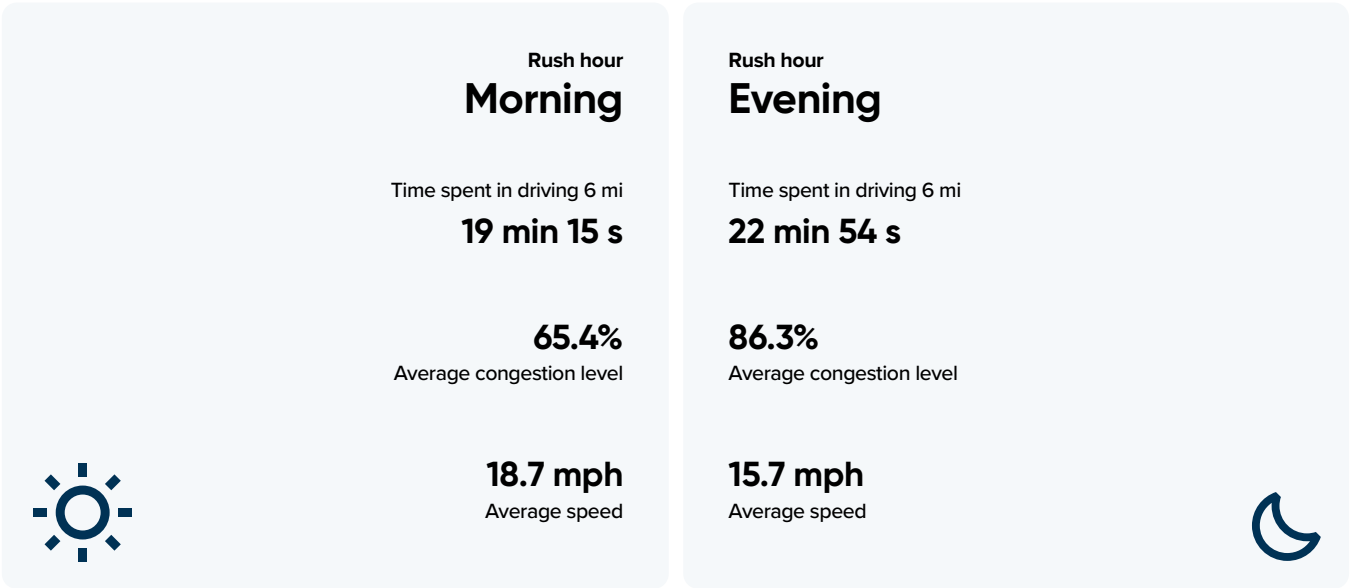 Rush hour
Morning
Time spent in driving 6 mi
19 min 15 s
65.4%
Average congestion level
18.7 mph
Average speed
Rush hour
Evening
Time spent in driving 6 mi
22 min 54 s
86.3%
Average congestion level
15.7 mph
Average speed